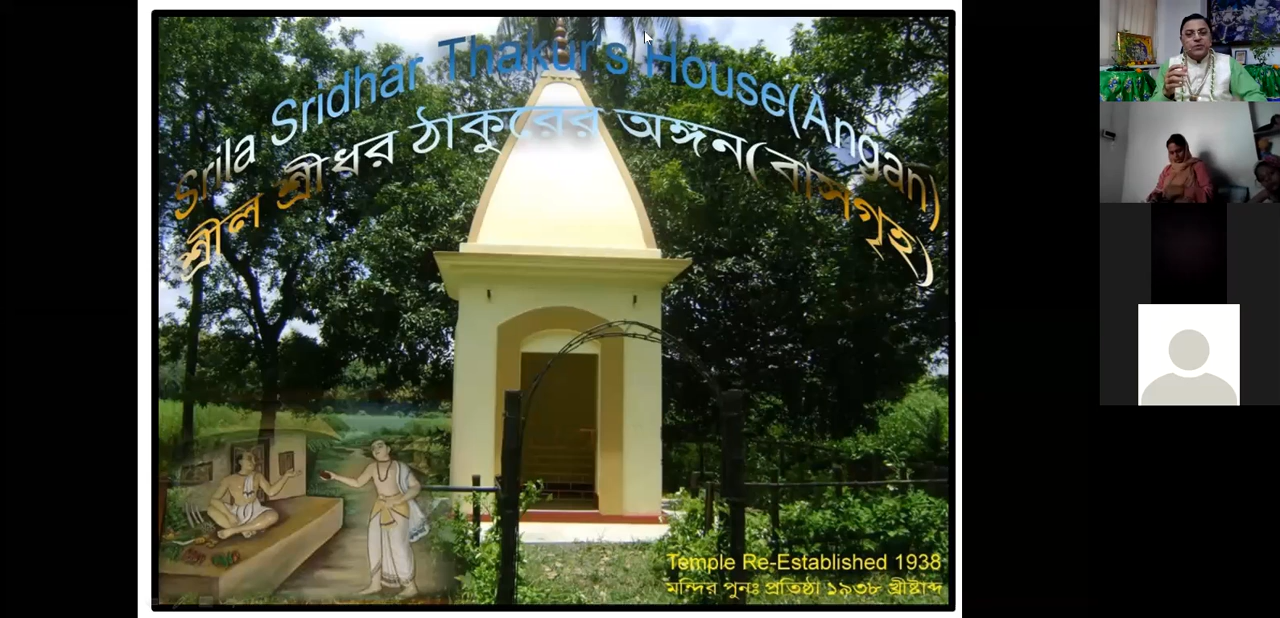 Srila Sridhar Thakur's House(Angan)
শ্রীল শ্রীধর ঠাকুরের অঙ্গন(বাসগৃহ)
Temple Re-Established 1938
মন্দির পুনঃ প্রতিষ্ঠা ১৯৩৮ খ্রীষ্টাব্দ